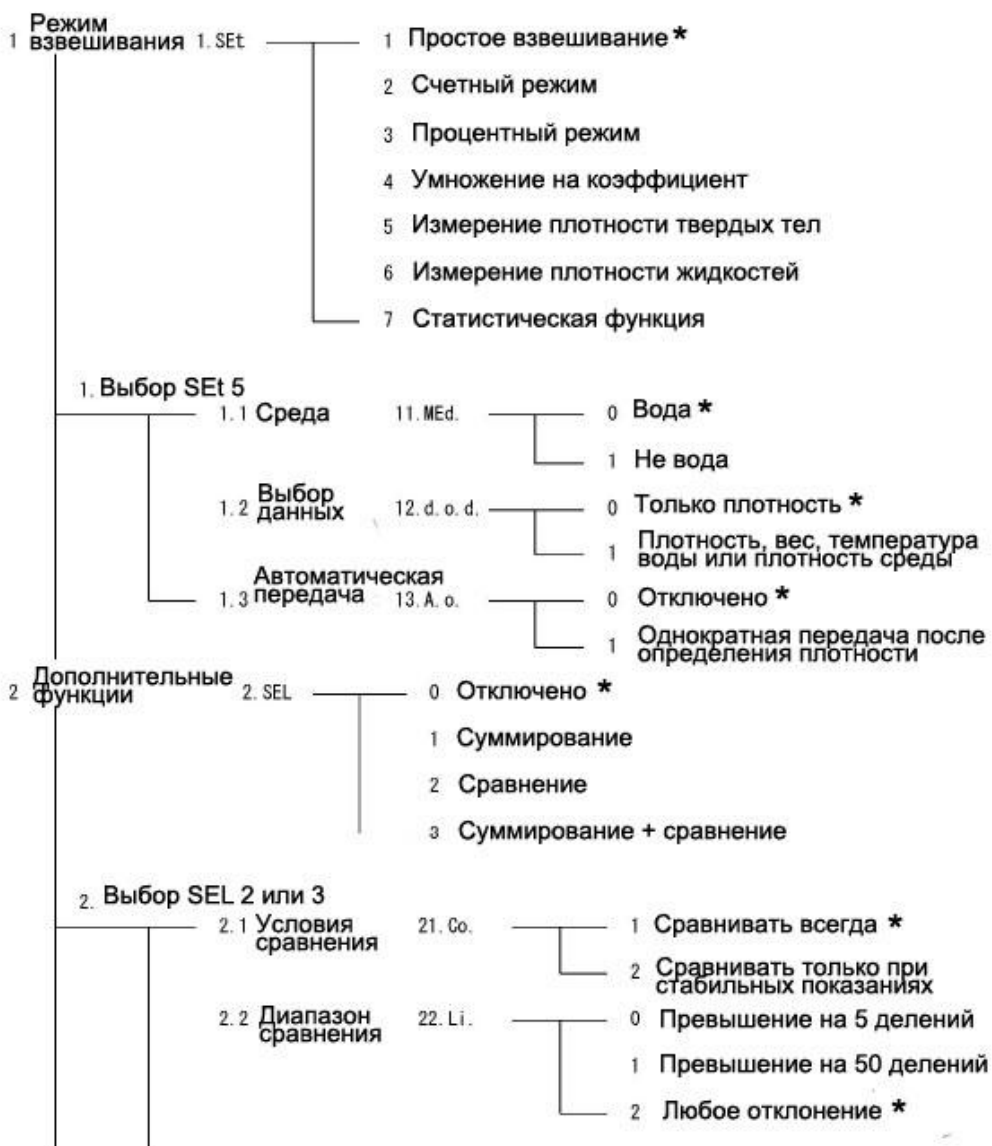 1 Режим взвешивания 1.SEt 1 Простое взвешивание *
2 Счетный режим
3 Процентный режим
4 Умножение на коэффициент
5 Измерение плотности твердых тел
6 Измерение плотности жидкостей
7 Статистическая функция
1. Выбор SEt 5
1.1 Среда 11.MEd. 0 Вода *
1 Не вода
1.2 Выбор данных 12.d.o.d. 0 Только плотность *
1 Плотность, вес, температура
воды или плотность среды
1.3 Автоматическая передача 13.A.o. 0 Отключено *
1 Однократная передача после
определения плотности
2 Дополнительные функции 2.SEL 0 Отключено *
1 Суммирование
2 Сравнение
3 Суммирование + сравнение
2. Выбор SEL 2 или 3
2.1 Условия сравнения 21.Co. 1 Сравнивать всегда *
2 Сравнивать только при
стабильных показаниях
2.2 Диапазон сравнения 22.Li. 0 Превышение на 5 делений
1 Превышение на 50 делений
2 Любое отклонение *